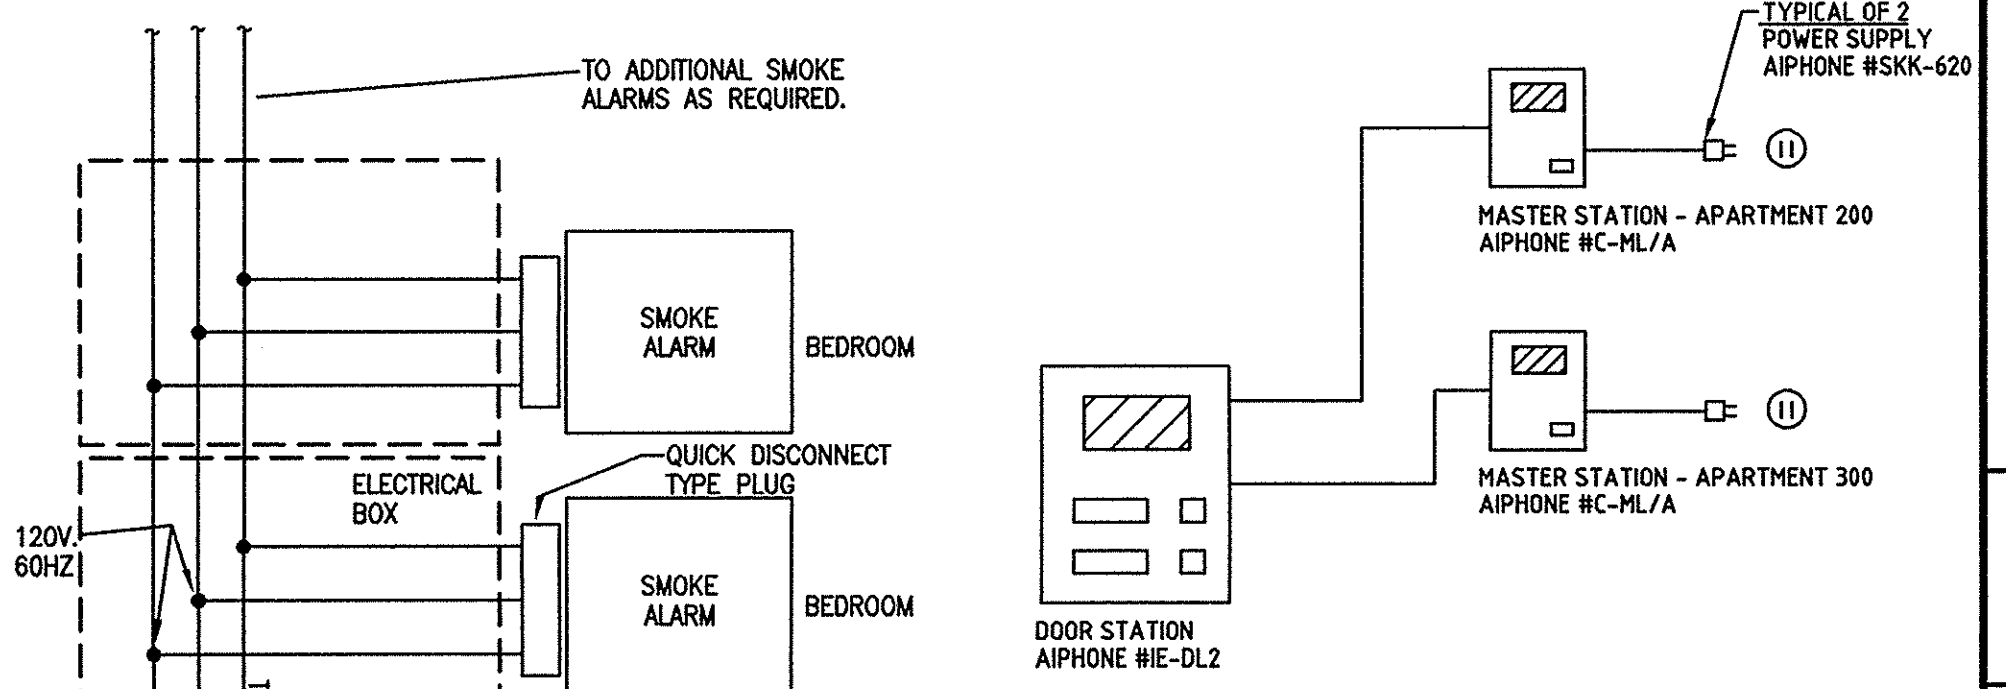 TO ADDITIONAL SMOKE
ALARMS AS REQUIRED.
SMOKE
ALARM
BEDROOM
QUICK DISCONNECT
TYPE PLUG
ELECTRICAL
BOX
120V.
60HZ
SMOKE
ALARM
BEDROOM
TYPICAL OF 2
POWER SUPPLY
AIPHONE #SKK-620
MASTER STATION - APARTMENT 200
AIPHONE #C-ML/A
MASTER STATION - APARTMENT 300
AIPHONE #C-ML/A
DOOR STATION
AIPHONE #IE-DL2